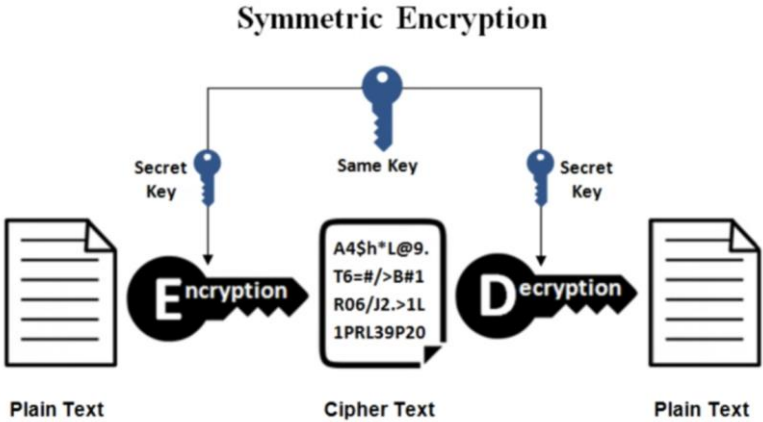 Symmetric Encryption
Same Key
Secret
Key
Secret
Key
Encryption
A4$h*L@9.
T6=#/>B#1
R06/J2.>1L
1PRL39P20
Decryption
Plain Text
Cipher Text
Plain Text